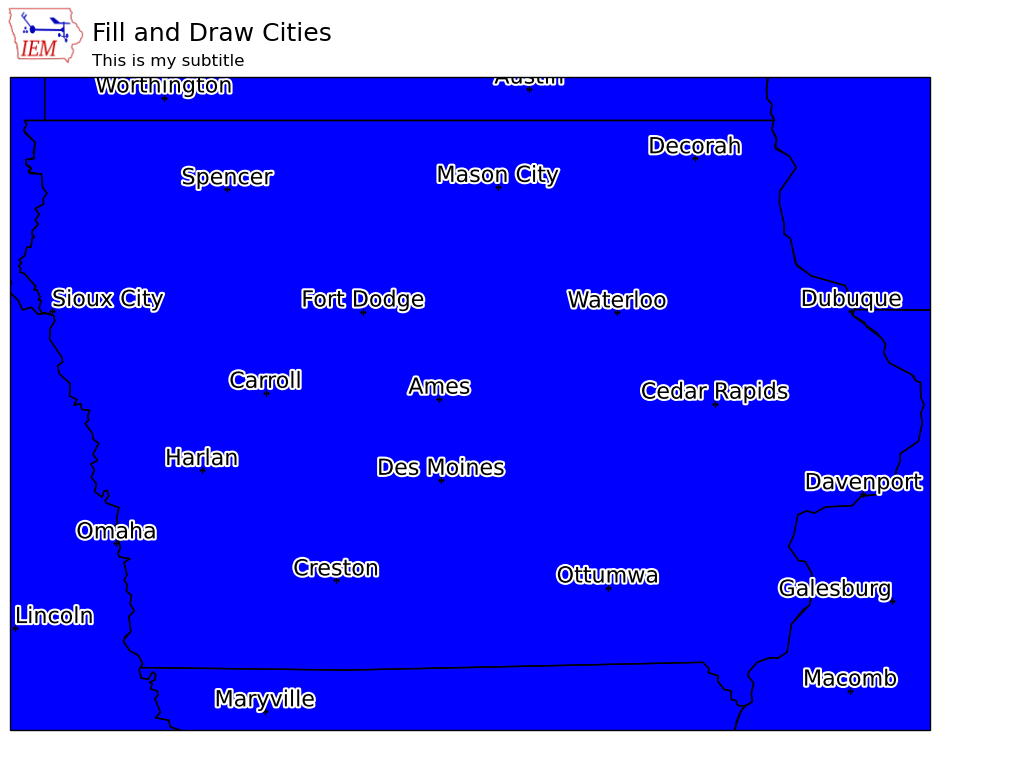 IEM
Fill and Draw Cities
This is my subtitle
Worthington
Austin
Decorah
Spencer
Mason City
Sioux City
Fort Dodge
Waterloo
Dubuque
Carroll
Ames
Cedar Rapids
Harlan
Des Moines
Davenport
Omaha
Creston
Ottumwa
Galesburg
Lincoln
Macomb
Maryville